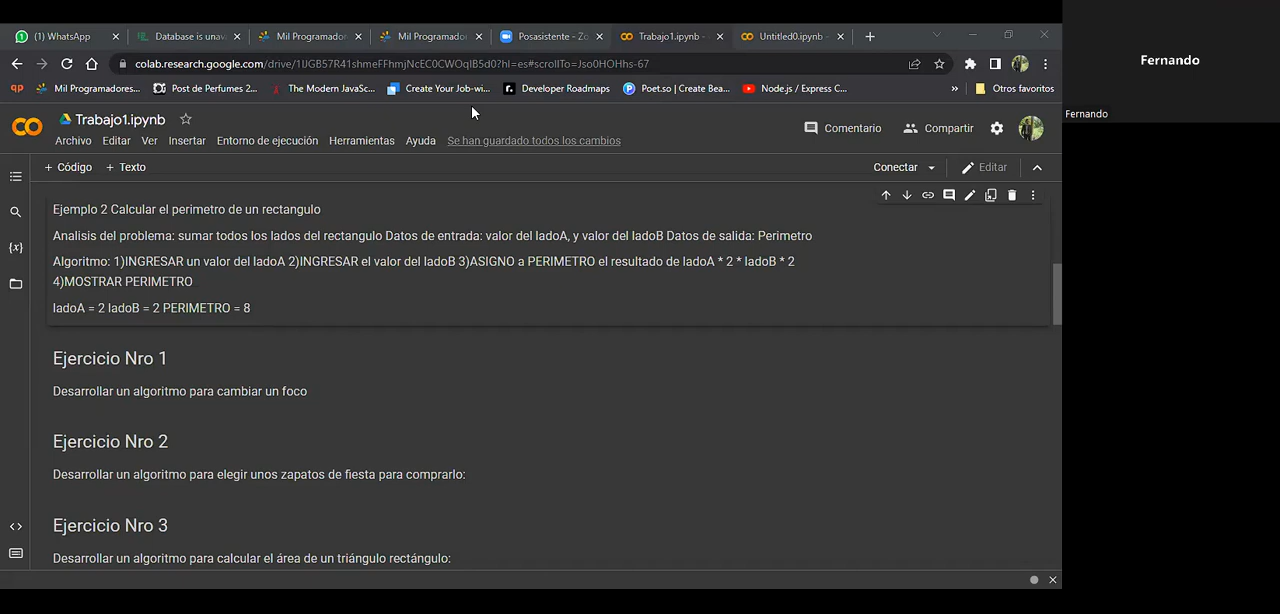 (1) WhatsApp
Database is unav
Mil Programador
Mil Programador
Posasistente - Zo
Trabajo1.ipynb -
Untitled0.ipynb -
colab.research.google.com/drive/1lJGB57R41shmeFFhmjNcEC0CWOqIB5d0?hl=es#scrollTo=Jso0HOHhs-67
Mil Programadores...
Post de Perfumes 2...
The Modern JavaSc...
Create Your Job-wi...
Developer Roadmaps
Poet.so | Create Bea...
Node.js / Express C...
»
Otros favoritos
Trabajo1.ipynb
Archivo Editar Ver Insertar Entorno de ejecución Herramientas Ayuda Se han guardado todos los cambios
Comentario
Compartir
+ Código + Texto
Conectar
Editar
Ejemplo 2 Calcular el perimetro de un rectangulo
Analisis del problema: sumar todos los lados del rectangulo Datos de entrada: valor del ladoA, y valor del ladoB Datos de salida: Perimetro
Algoritmo: 1)INGRESAR un valor del ladoA 2)INGRESAR el valor del ladoB 3)ASIGNO a PERIMETRO el resultado de ladoA * 2 * ladoB * 2
4)MOSTRAR PERIMETRO
ladoA = 2 ladoB = 2 PERIMETRO = 8
Ejercicio Nro 1
Desarrollar un algoritmo para cambiar un foco
Ejercicio Nro 2
Desarrollar un algoritmo para elegir unos zapatos de fiesta para comprarlo:
Ejercicio Nro 3
Desarrollar un algoritmo para calcular el área de un triángulo rectángulo:
Fernando
Fernando